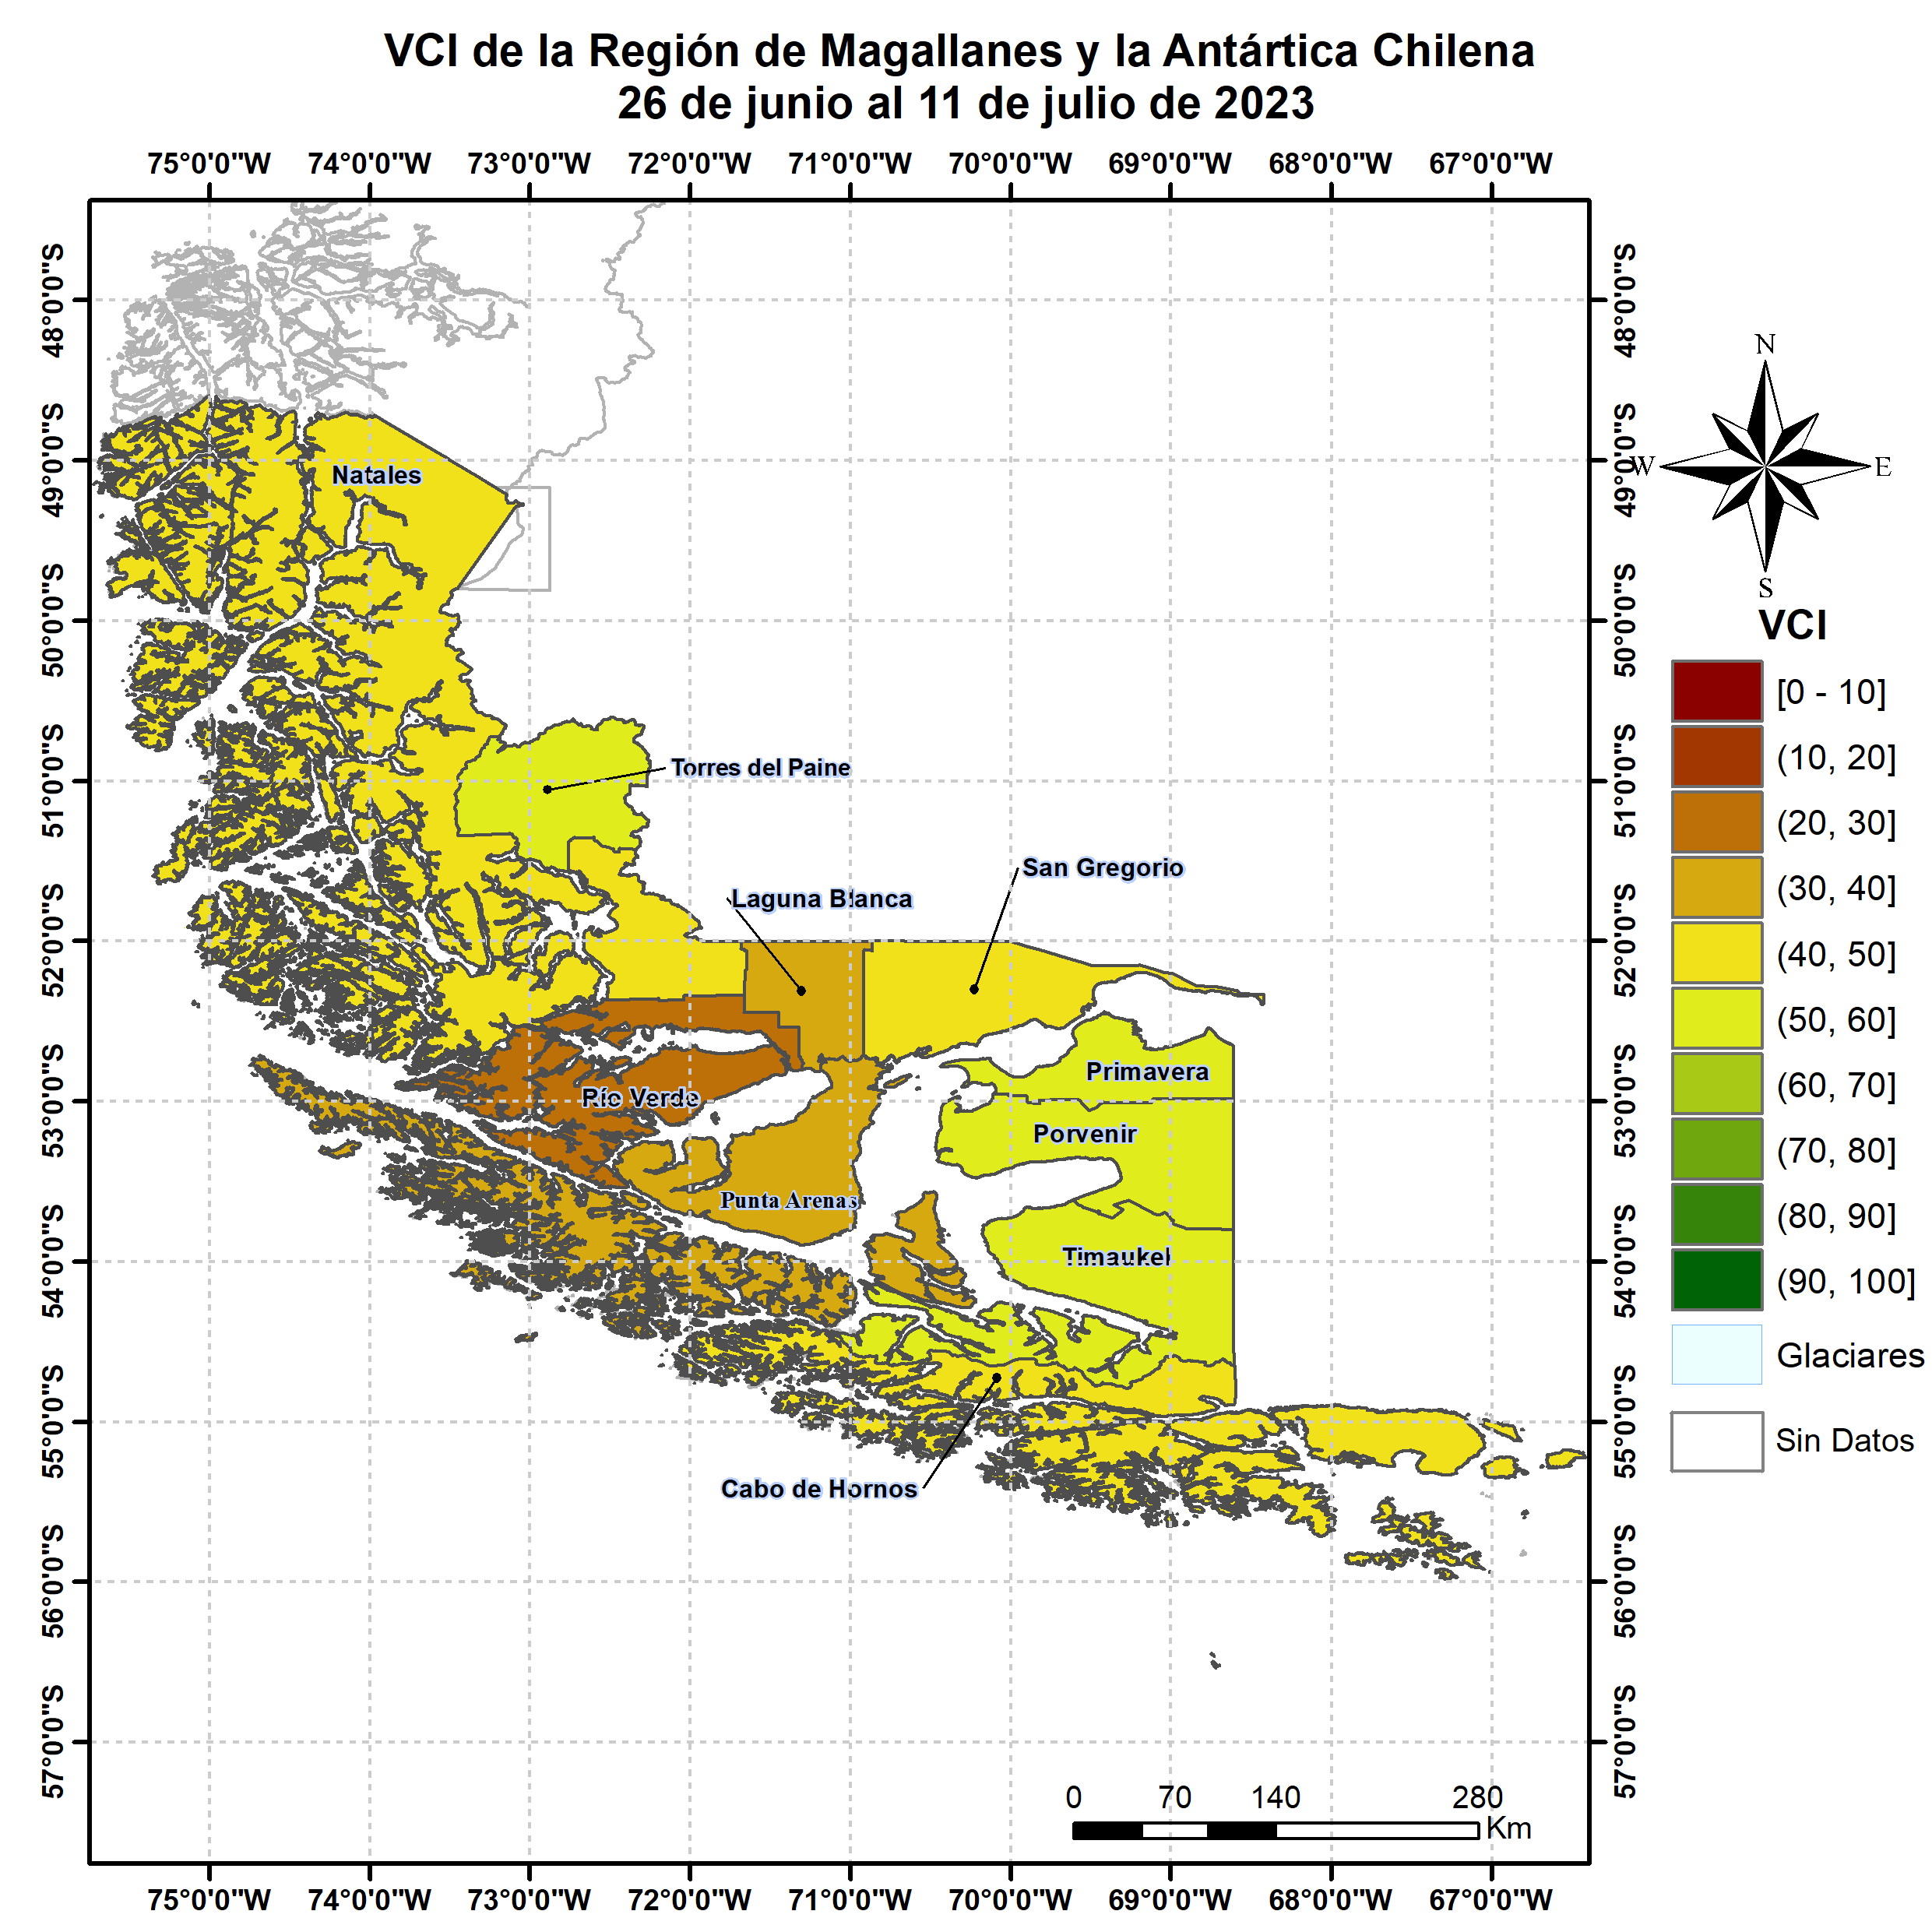 VCI de la Región de Magallanes y la Antártica Chilena
26 de junio al 11 de julio de 2023
75°0'0"W 74°0'0"W 73°0'0"W 72°0'0"W 71°0'0"W 70°0'0"W 69°0'0"W 68°0'0"W 67°0'0"W
48°0'0"S 48°0'0"S
49°0'0"S 49°0'0"S
50°0'0"S 50°0'0"S
51°0'0"S 51°0'0"S
52°0'0"S 52°0'0"S
53°0'0"S 53°0'0"S
54°0'0"S 54°0'0"S
55°0'0"S 55°0'0"S
56°0'0"S 56°0'0"S
57°0'0"S 57°0'0"S
Natales
Torres del Paine
San Gregorio
Laguna Blanca
Primavera
Río Verde
Porvenir
Punta Arenas
Timaukel
Cabo de Hornos
N
W E
S
VCI
[0 - 10]
(10, 20]
(20, 30]
(30, 40]
(40, 50]
(50, 60]
(60, 70]
(70, 80]
(80, 90]
(90, 100]
Glaciares
Sin Datos
0 70 140 280
Km
75°0'0"W 74°0'0"W 73°0'0"W 72°0'0"W 71°0'0"W 70°0'0"W 69°0'0"W 68°0'0"W 67°0'0"W